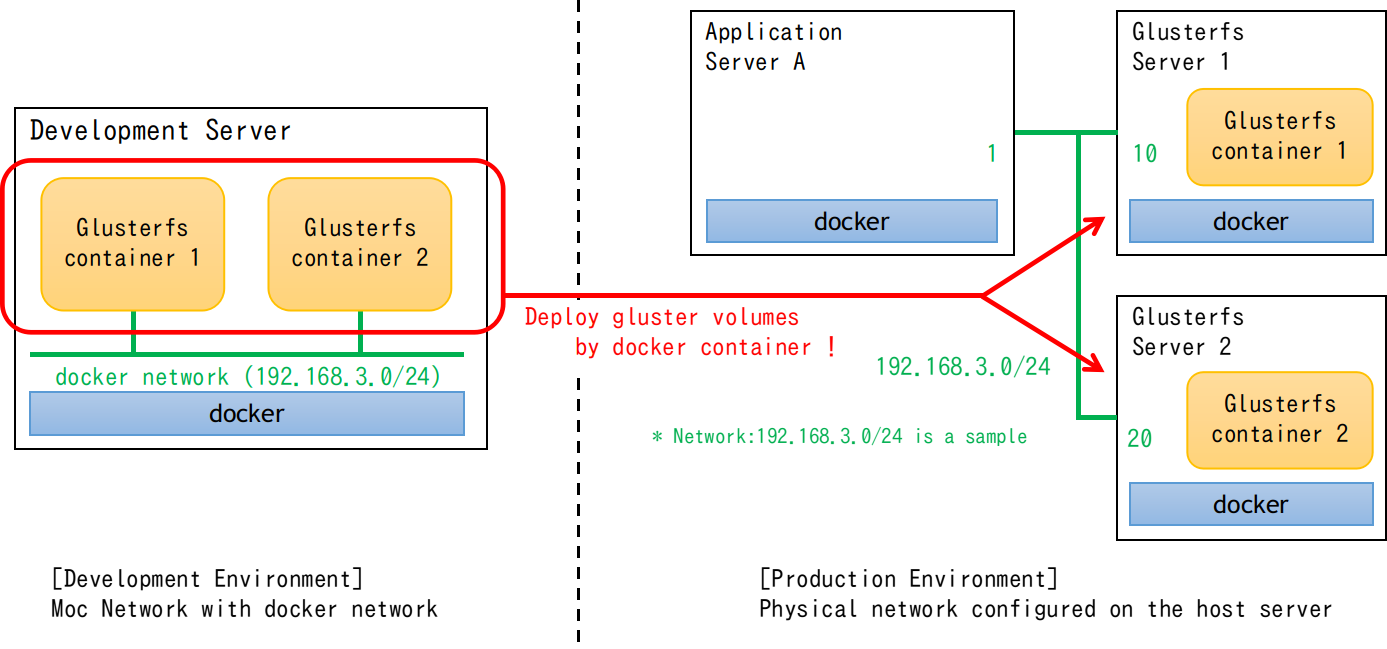 Development Server
Glusterfs
container 1
Glusterfs
container 2
docker network (192.168.3.0/24)
docker
[Development Environment]
Moc Network with docker network
Deploy gluster volumes
by docker container !
Application
Server A
1
docker
Glusterfs
Server 1
10
Glusterfs
container 1
docker
192.168.3.0/24
* Network:192.168.3.0/24 is a sample
Glusterfs
Server 2
20
Glusterfs
container 2
docker
[Production Environment]
Physical network configured on the host server